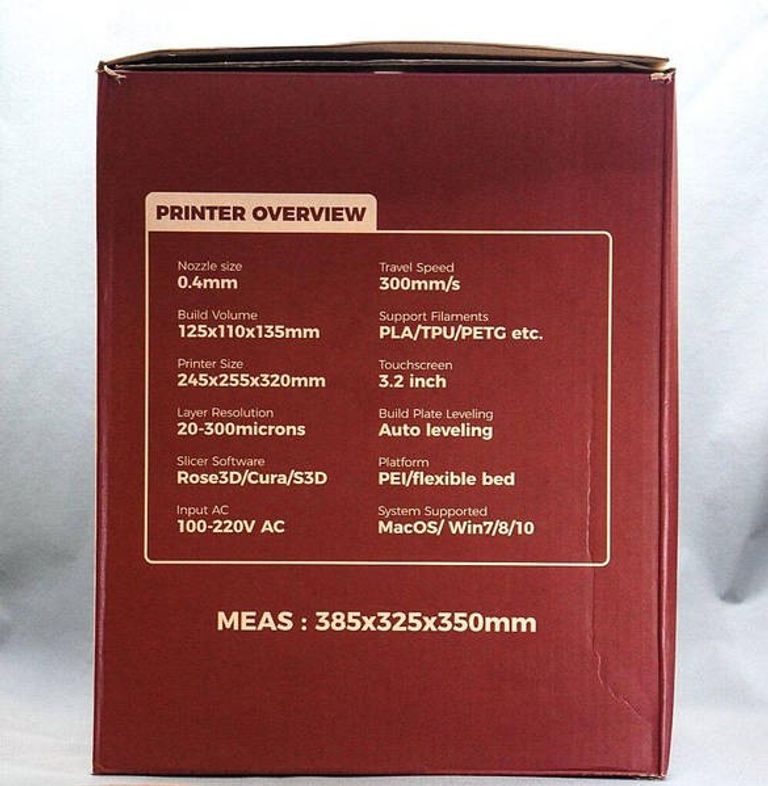 PRINTER OVERVIEW
Nozzle size
0.4mm
Travel Speed
300mm/s
Build Volume
125x110x135mm
Support Filaments
PLA/TPU/PETG etc.
Printer Size
245x255x320mm
Touchscreen
3.2 inch
Layer Resolution
20-300microns
Build Plate Leveling
Auto leveling
Slicer Software
Rose3D/Cura/S3D
Platform
PEI/flexible bed
Input AC
100-220V AC
System Supported
MacOS/ Win7/8/10
MEAS : 385x325x350mm